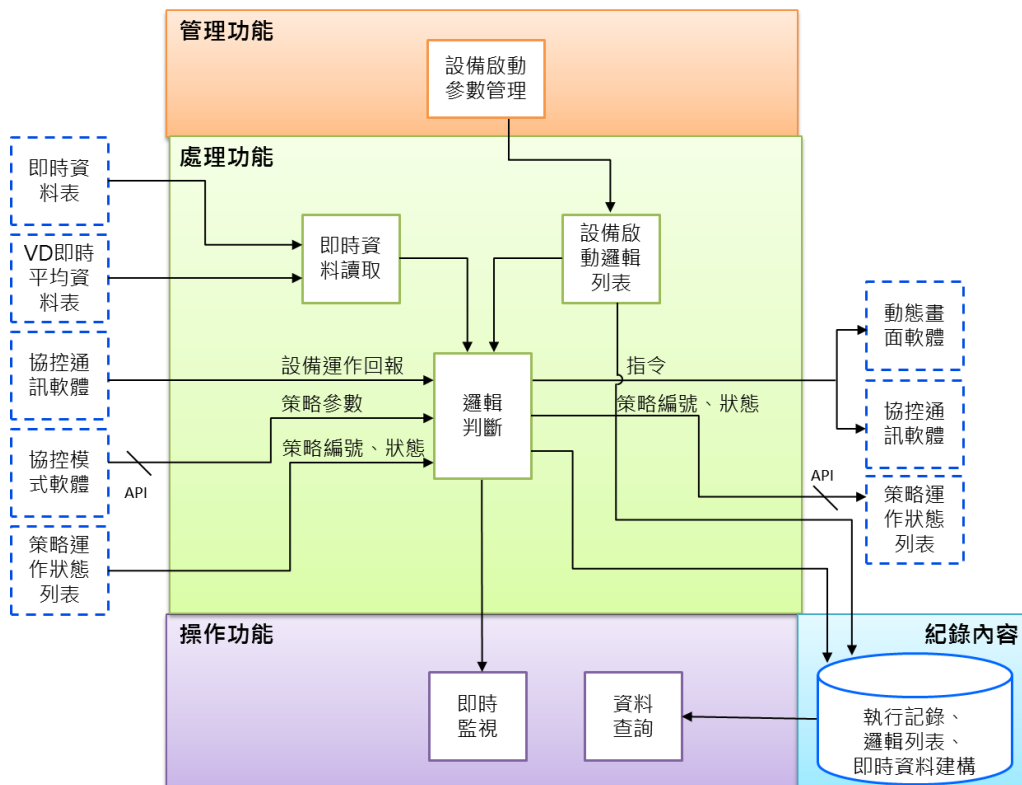 管理功能
設備啟動
參數管理
處理功能
即時資
料表
VD即時
平均資
料表
協控通
訊軟體
協控模
式軟體
API
策略運
作狀態
列表
即時資
料讀取
設備啟
動邏輯
列表
設備運作回報
策略參數
策略編號、狀態
邏輯
判斷
指令
策略編號、狀態
API
動態畫
面軟體
協控通
訊軟體
策略運
作狀態
列表
操作功能
即時
監視
資料
查詢
紀錄內容
執行記錄、
邏輯列表、
即時資料建構